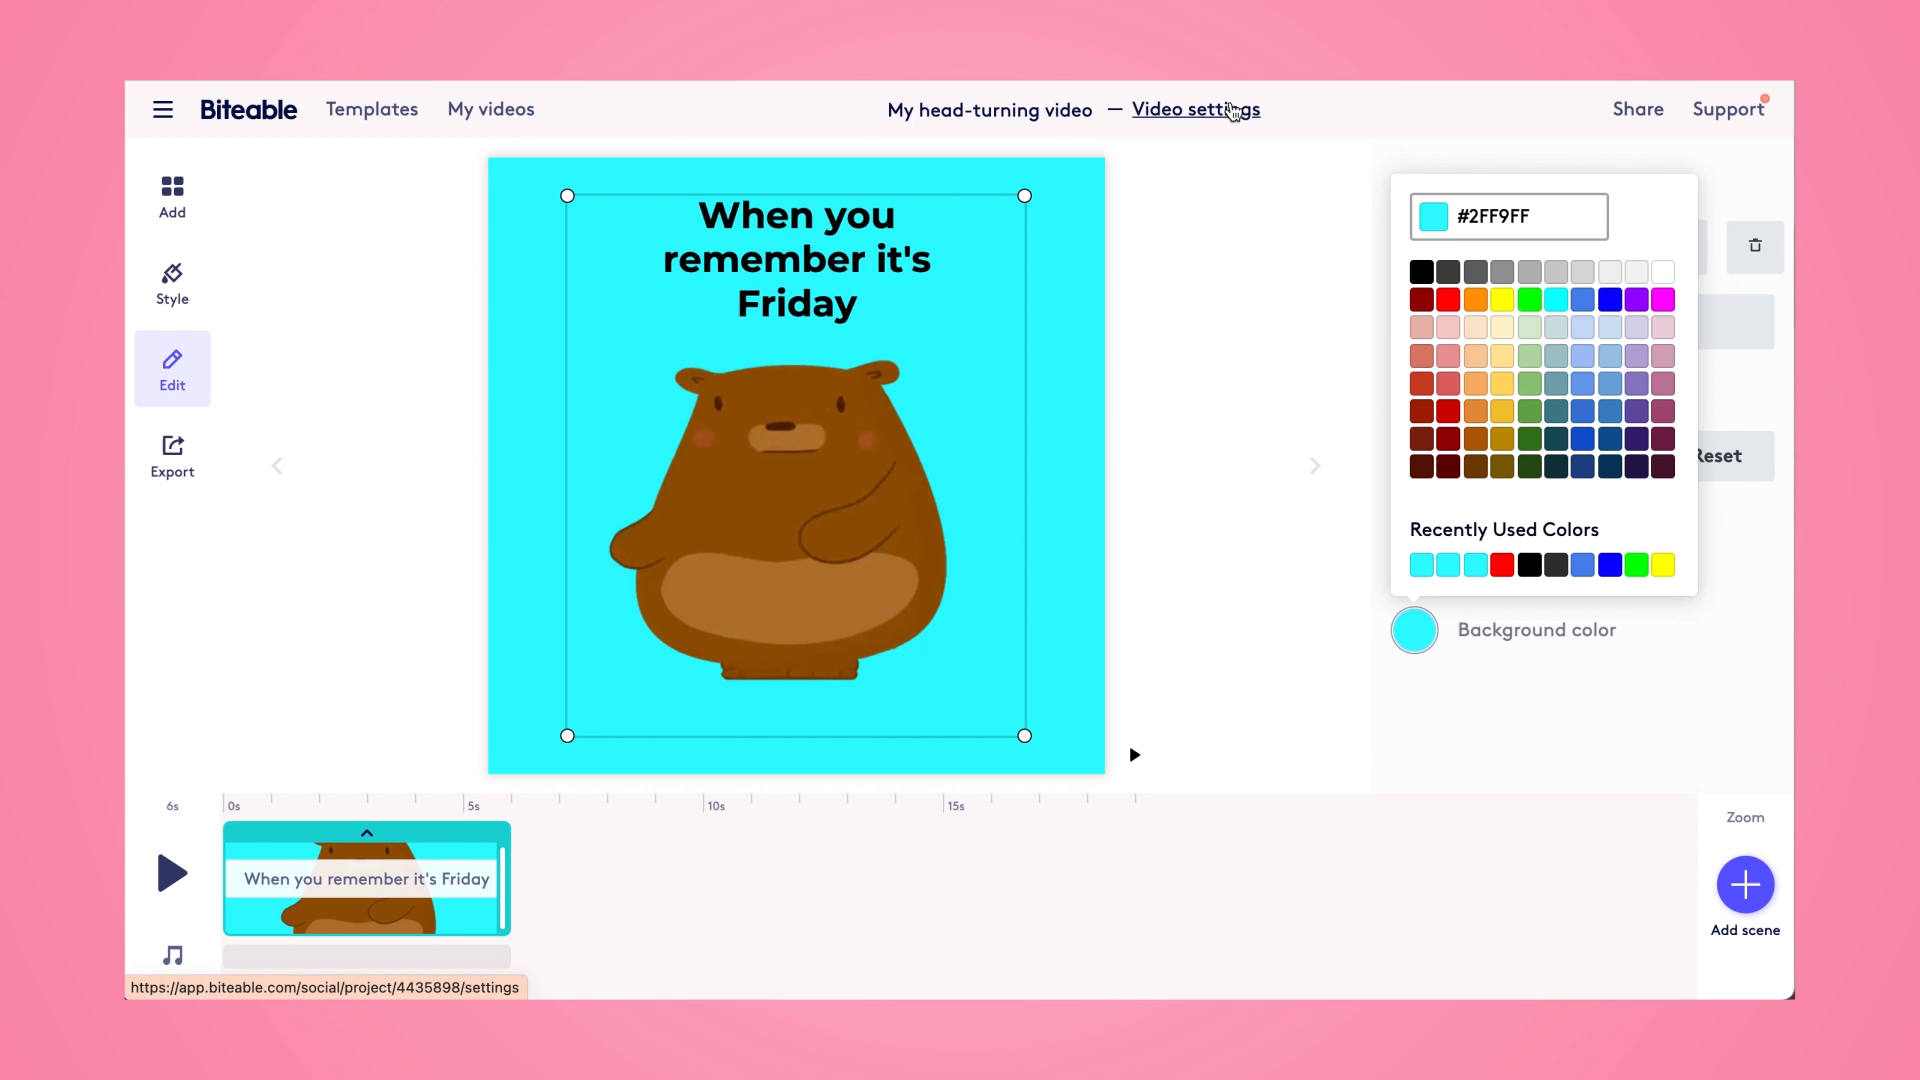 Biteable
Templates
My videos
My head-turning video — Video settings
Share
Support
Add
Style
Edit
Export
When you
remember it's
Friday
#2FF9FF
Reset
Recently Used Colors
Background color
6s
0s
5s
10s
15s
Zoom
When you remember it's Friday
Add scene
https://app.biteable.com/social/project/4435898/settings